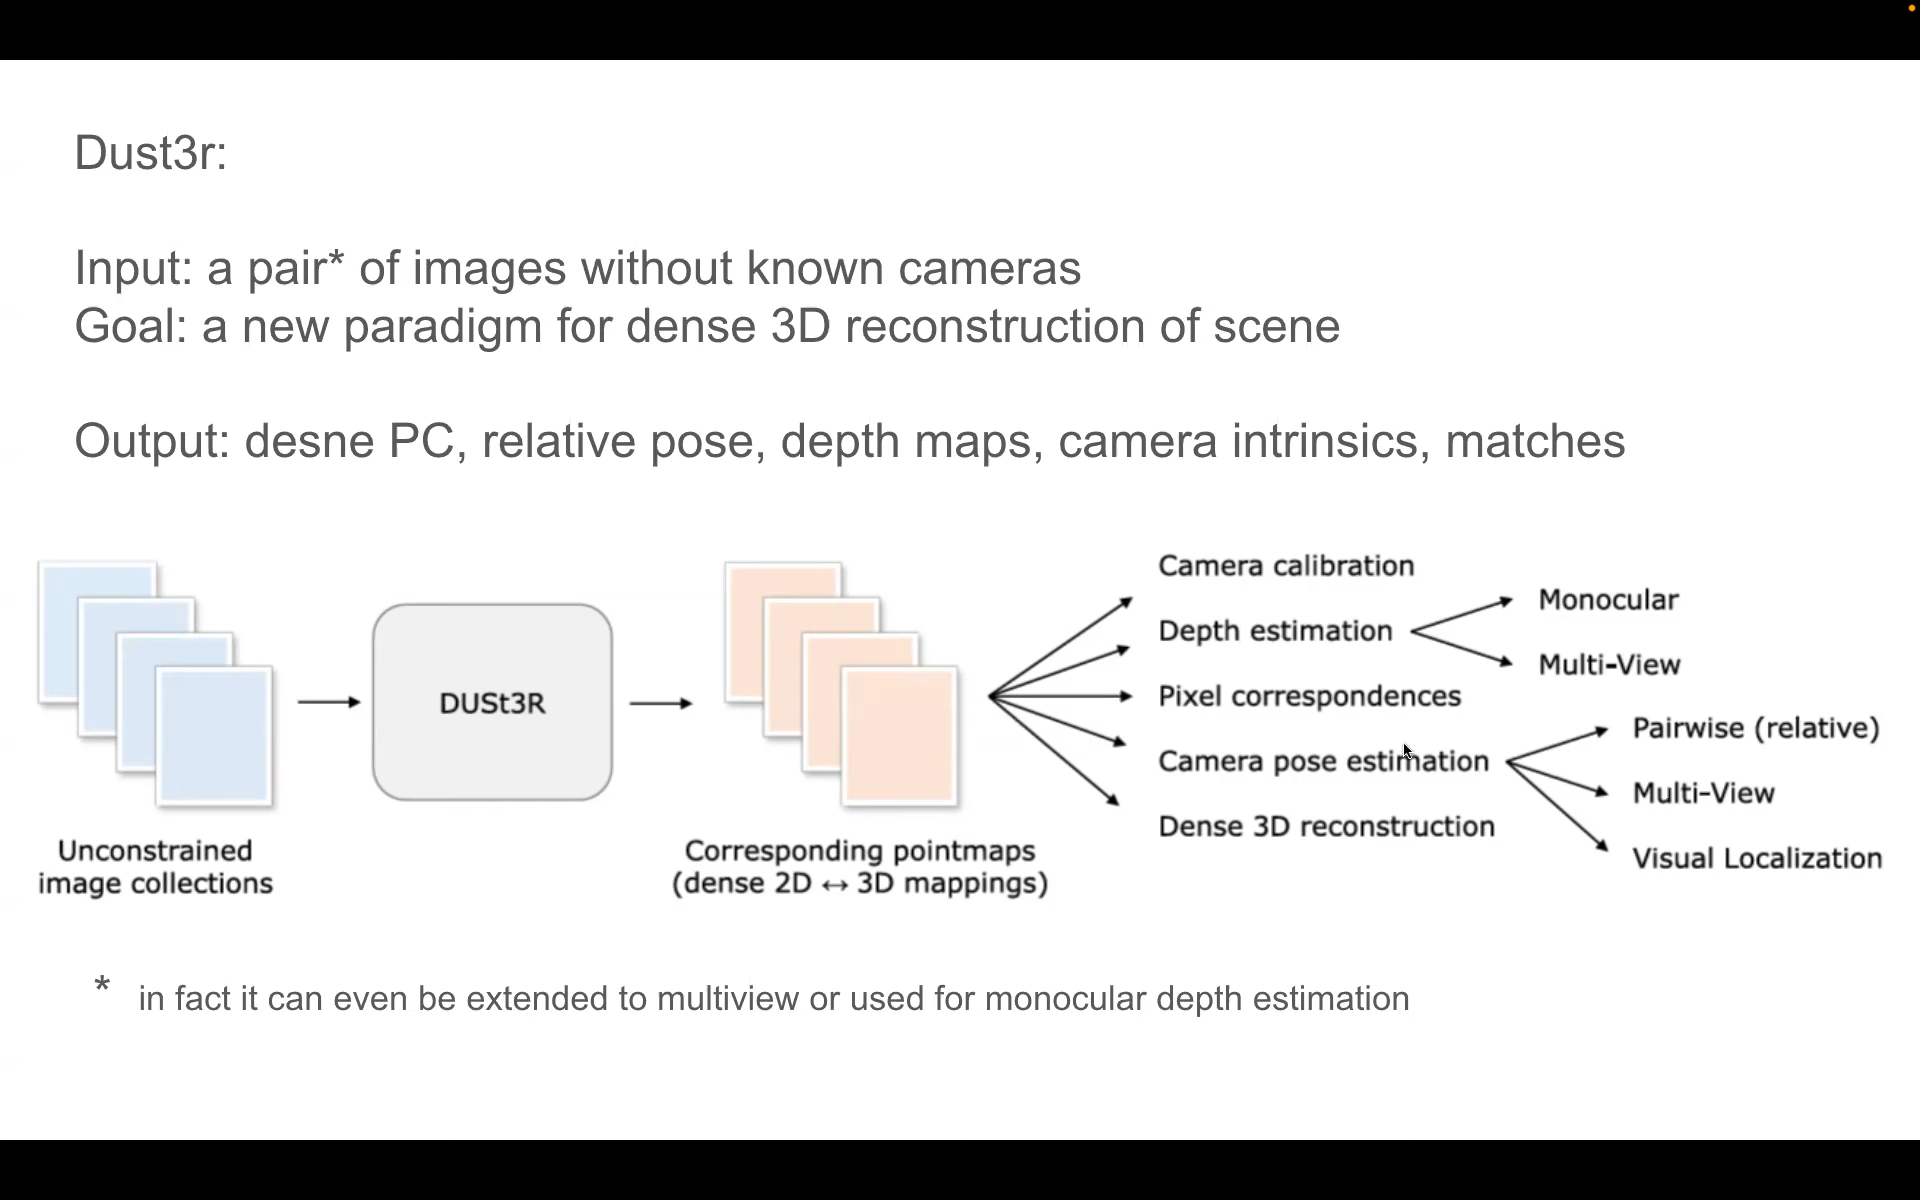 Dust3r:
Input: a pair* of images without known cameras
Goal: a new paradigm for dense 3D reconstruction of scene
Output: desne PC, relative pose, depth maps, camera intrinsics, matches
Unconstrained
image collections
DUSt3R
Corresponding pointmaps
(dense 2D ↔ 3D mappings)
Camera calibration
Depth estimation
Monocular
Multi-View
Pixel correspondences
Camera pose estimation
Pairwise (relative)
Multi-View
Visual Localization
Dense 3D reconstruction
* in fact it can even be extended to multiview or used for monocular depth estimation